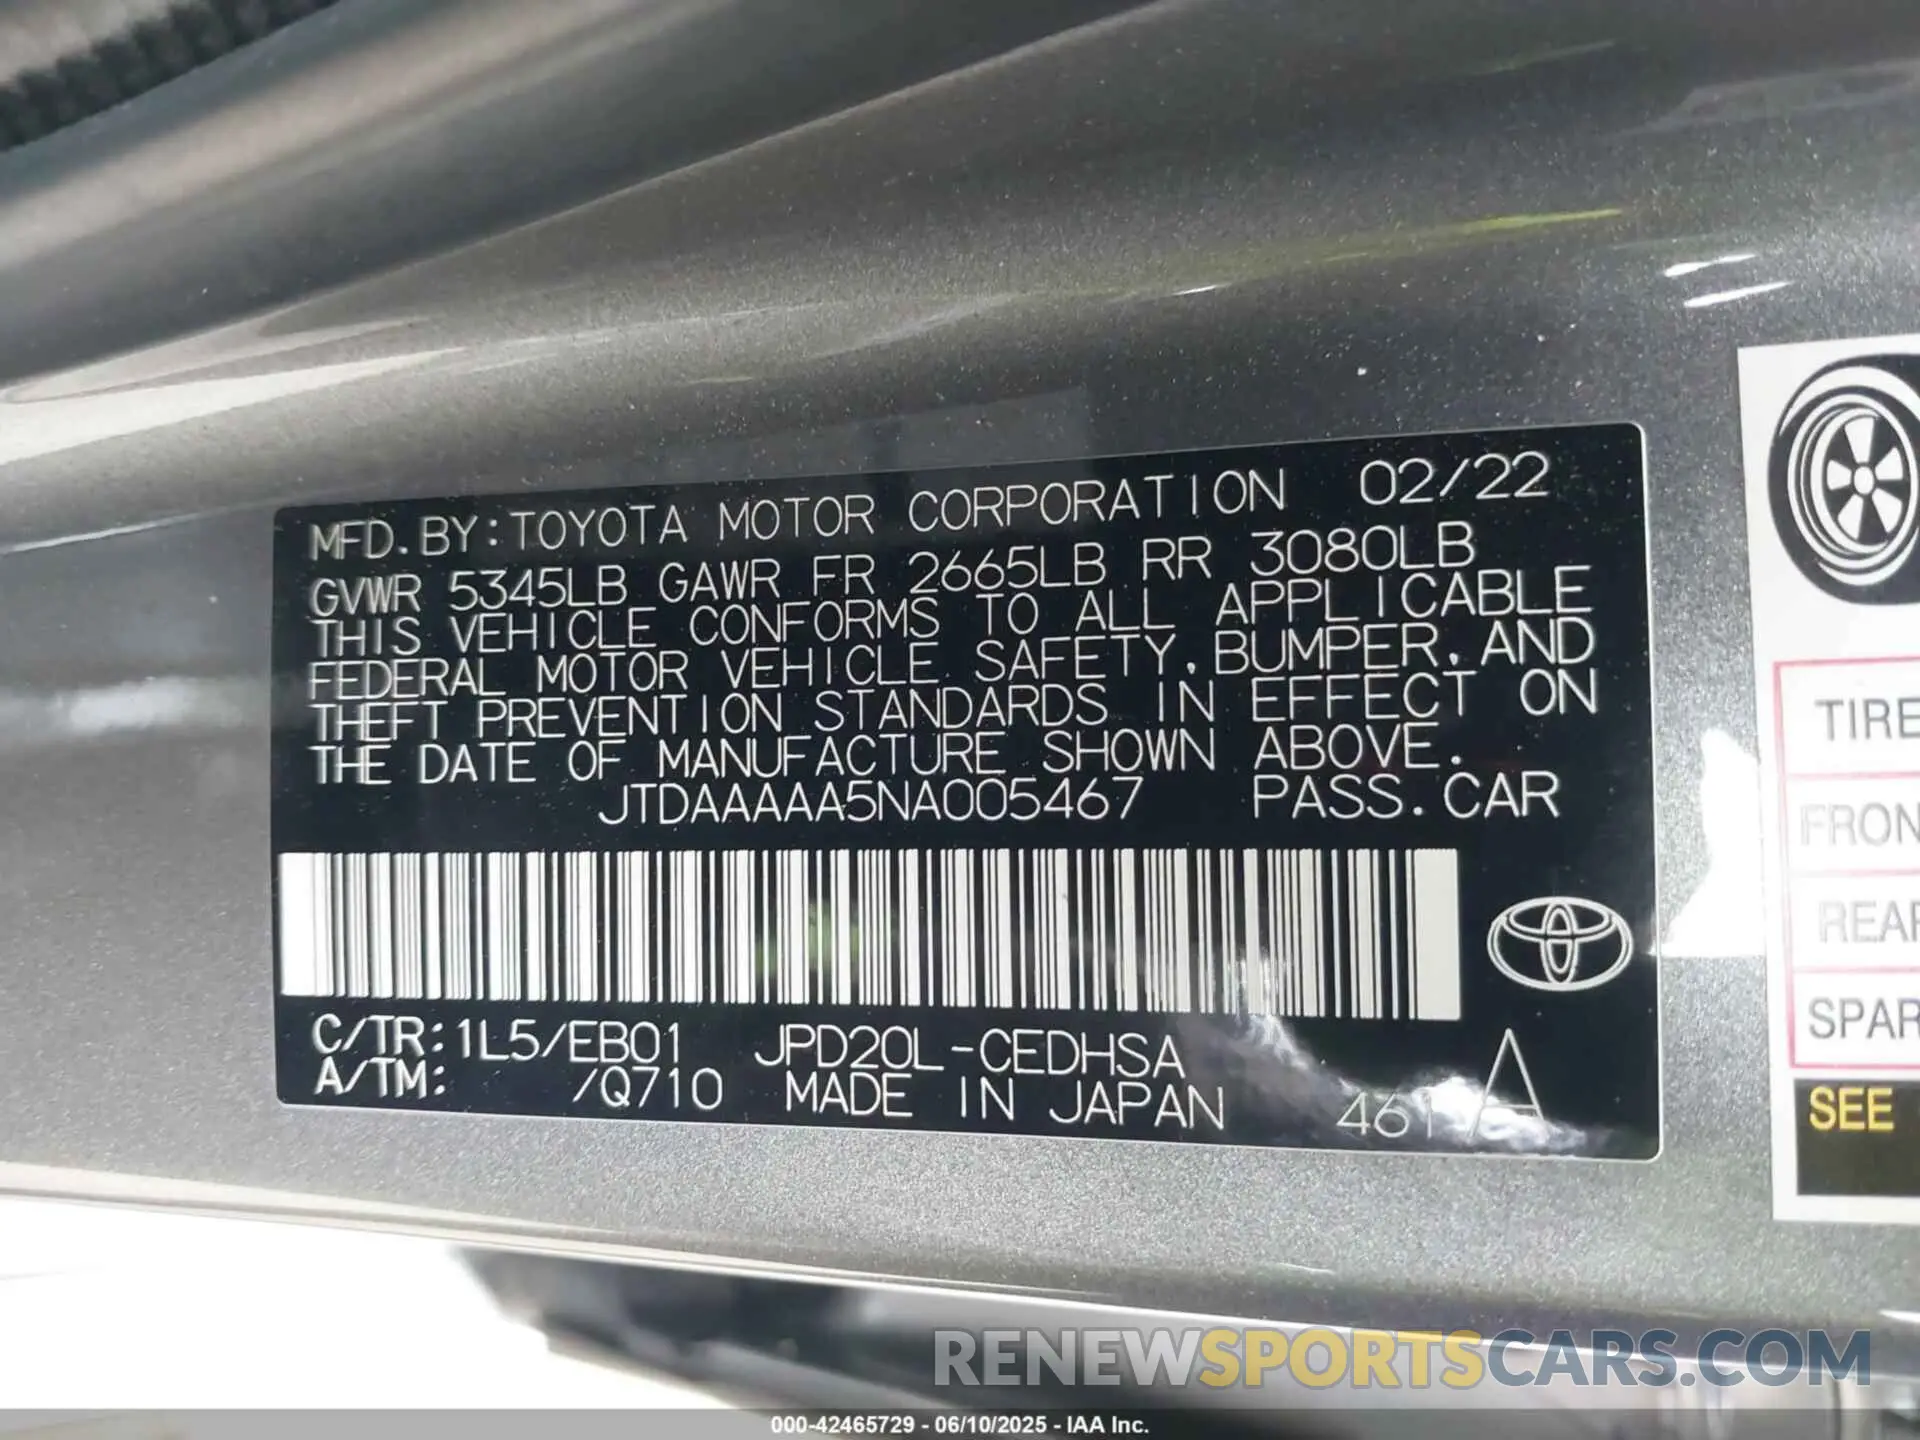 MFD. BY: TOYOTA MOTOR CORPORATION 02/22
GVWR 5345LB GAWR FR 2665LB RR 3080LB
THIS VEHICLE CONFORMS TO ALL APPLICABLE
FEDERAL MOTOR VEHICLE SAFETY, BUMPER, AND
THEFT PREVENTION STANDARDS IN EFFECT ON
THE DATE OF MANUFACTURE SHOWN ABOVE.
JTDAAAAA5NA005467 PASS. CAR
C/TR: 1L5/EB01 JPD20L-CEDHSA
A/TM: /Q710 MADE IN JAPAN 461 A
TIRE
FRON
REAR
SPAR
SEE
RENEWSPORTSCARS.COM
000-42465729 - 06/10/2025 - IAA Inc.